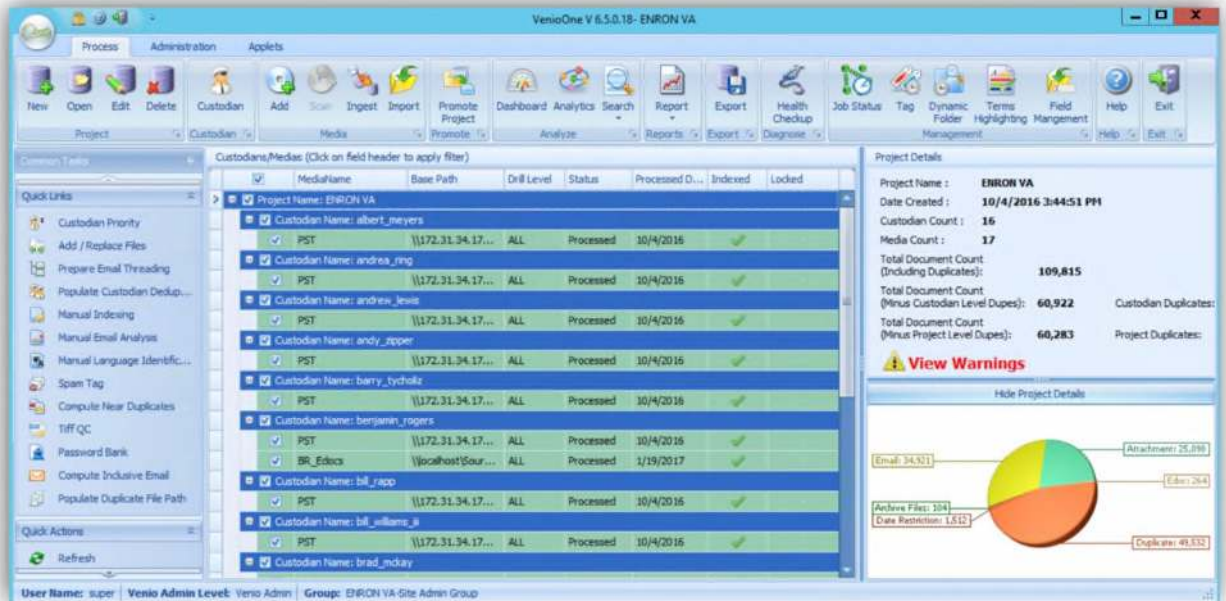 VenioOne V 6.5.0.18- ENRON VA
Process Administration Applets
New Open Edit Delete Custodian Add Scan Ingest Import Promote Project Dashboard Analytics Search Report Export Health Checkup Job Status Tag Dynamic Folder Terms Highlighting Field Mangement Help Exit
Project Custodian Media Promote Analyze Reports Export Diagnose Management Help Exit
Common Tasks
Quick Links
Custodian Priority
Add / Replace Files
Prepare Email Threading
Populate Custodian Dedup...
Manual Indexing
Manual Email Analysis
Manual Language Identific...
Spam Tag
Compute Near Duplicates
Tiff QC
Password Bank
Compute Inclusive Email
Populate Duplicate File Path
Quick Actions
Refresh
Custodians/Medias (Click on field header to apply filter)
MediaName Base Path Drill Level Status Processed D... Indexed Locked
Project Name: ENRON VA
Custodian Name: albert_meyers
PST \\172.31.34.17... ALL Processed 10/4/2016
Custodian Name: andrea_ring
PST \\172.31.34.17... ALL Processed 10/4/2016
Custodian Name: andrew_lewis
PST \\172.31.34.17... ALL Processed 10/4/2016
Custodian Name: andy_zipper
PST \\172.31.34.17... ALL Processed 10/4/2016
Custodian Name: barry_tycholiz
PST \\172.31.34.17... ALL Processed 10/4/2016
Custodian Name: benjamin_rogers
PST \\172.31.34.17... ALL Processed 10/4/2016
BR_Edocs \\localhost\Sour... ALL Processed 1/19/2017
Custodian Name: bill_rapp
PST \\172.31.34.17... ALL Processed 10/4/2016
Custodian Name: bill_williams_iii
PST \\172.31.34.17... ALL Processed 10/4/2016
Custodian Name: brad_mckay
Project Details
Project Name : ENRON VA
Date Created : 10/4/2016 3:44:51 PM
Custodian Count : 16
Media Count : 17
Total Document Count
(Including Duplicates): 109,815
Total Document Count
(Minus Custodian Level Dupes): 60,922 Custodian Duplicates:
Total Document Count
(Minus Project Level Dupes): 60,283 Project Duplicates:
View Warnings
Hide Project Details
Email: 34,921
Attachment: 25,098
Edoc: 264
Archive Files: 104
Date Restriction: 1,512
Duplicate: 49,532
User Name: super Venio Admin Level: Venio Admin Group: ENRON VA-Site Admin Group